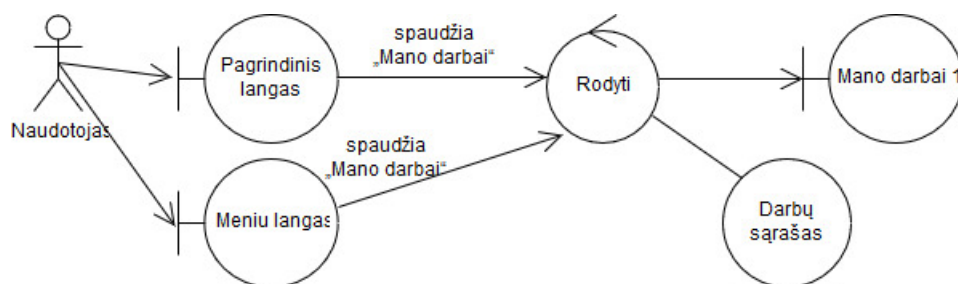 spaudžia
„Mano darbai“
Pagrindinis
langas
Rodyti
Mano darbai 1
Naudotojas
spaudžia
„Mano darbai“
Meniu langas
Darbų
sąrašas